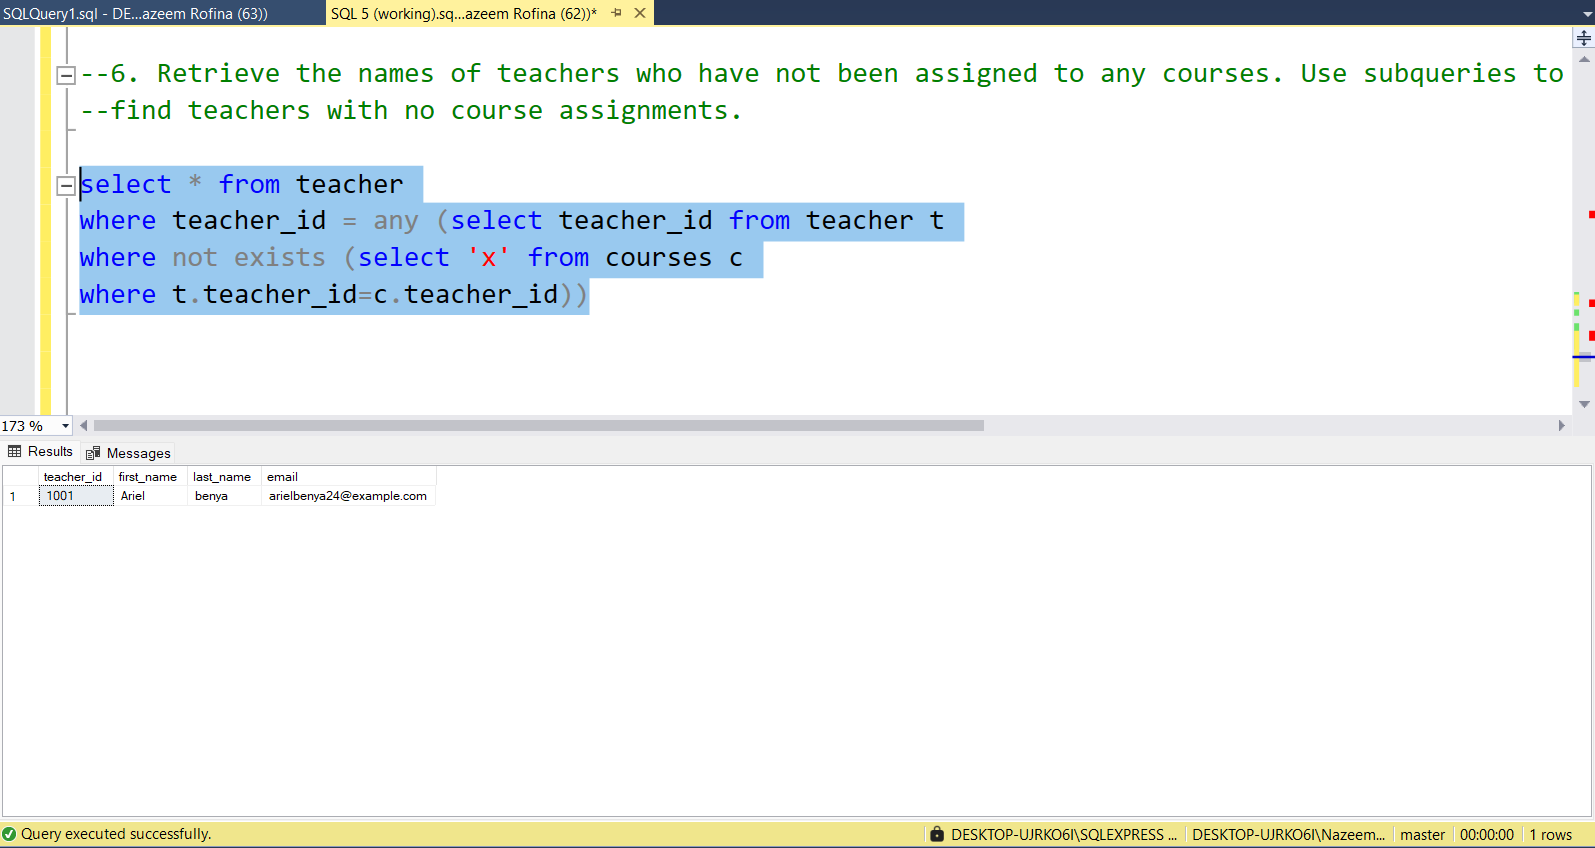 SQLQuery1.sql - DE...azeem Rofina (63))
SQL 5 (working).sq...azeem Rofina (62))*
--6. Retrieve the names of teachers who have not been assigned to any courses. Use subqueries to
--find teachers with no course assignments.
select * from teacher
where teacher_id = any (select teacher_id from teacher t
where not exists (select 'x' from courses c
where t.teacher_id=c.teacher_id))
173 %
Results
Messages
teacher_id first_name last_name email
1 1001 Ariel benya arielbenya24@example.com
Query executed successfully.
DESKTOP-UJRKO6I\SQLEXPRESS ...
DESKTOP-UJRKO6I\Nazeem...
master
00:00:00
1 rows